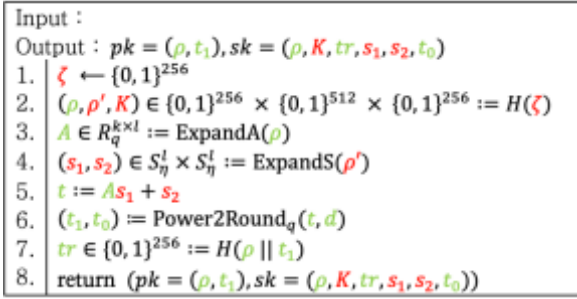 Input :
Output : pk = (ρ, t₁), sk = (ρ, K, tr, s₁, s₂, t₀)
1. ζ ← {0, 1}²⁵⁶
2. (ρ, ρ′, K) ∈ {0, 1}²⁵⁶ × {0, 1}⁵¹² × {0, 1}²⁵⁶ := H(ζ)
3. A ∈ R_q^{k×l} := ExpandA(ρ)
4. (s₁, s₂) ∈ S_η^l × S_η^l := ExpandS(ρ′)
5. t := As₁ + s₂
6. (t₁, t₀) := Power2Round_q(t, d)
7. tr ∈ {0, 1}²⁵⁶ := H(ρ || t₁)
8. return (pk = (ρ, t₁), sk = (ρ, K, tr, s₁, s₂, t₀))